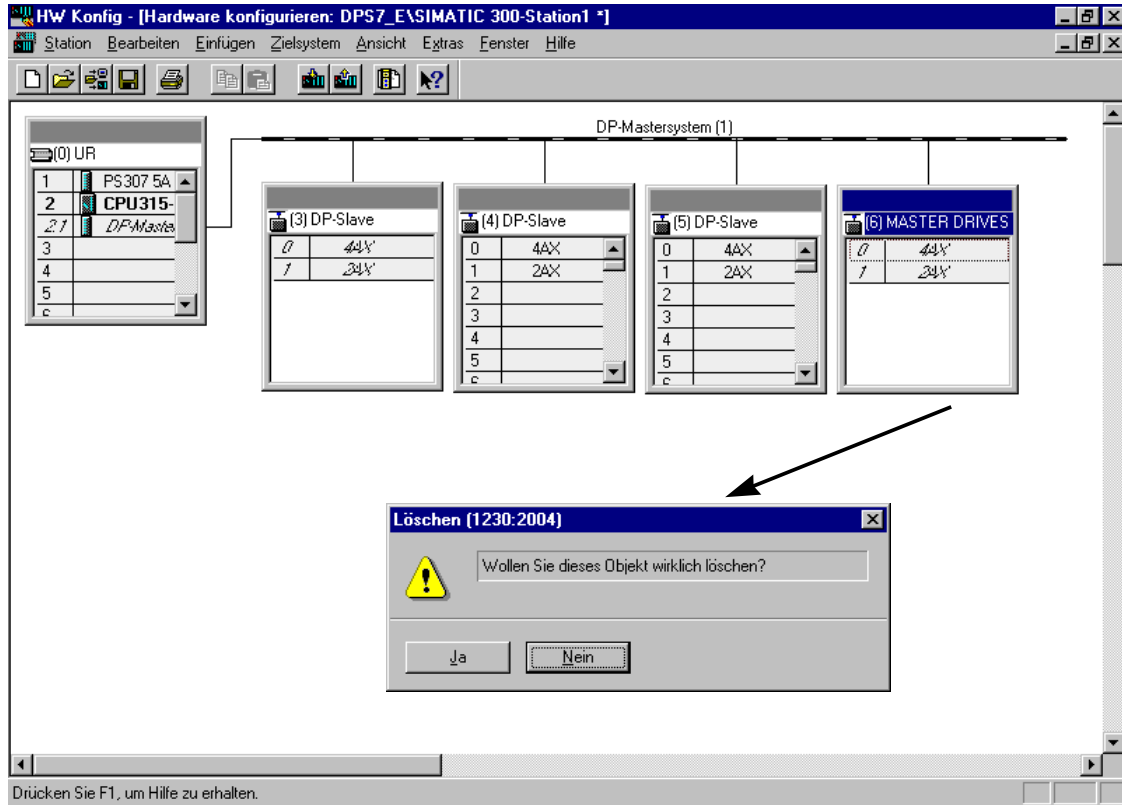 HW Konfig - [Hardware konfigurieren: DPS7_E\SIMATIC 300-Station1 *]
Station Bearbeiten Einfügen Zielsystem Ansicht Extras Fenster Hilfe
DP-Mastersystem (1)
(0) UR
1 PS307 5A
2 CPU315-
2.1 DP-Maste
3
4
5
6
(3) DP-Slave
0 4AX
1 2AX
(4) DP-Slave
0 4AX
1 2AX
2
3
4
5
6
(5) DP-Slave
0 4AX
1 2AX
2
3
4
5
6
(6) MASTER DRIVES
0 4AX
1 2AX
Löschen (1230:2004)
Wollen Sie dieses Objekt wirklich löschen?
Ja Nein
Drücken Sie F1, um Hilfe zu erhalten.